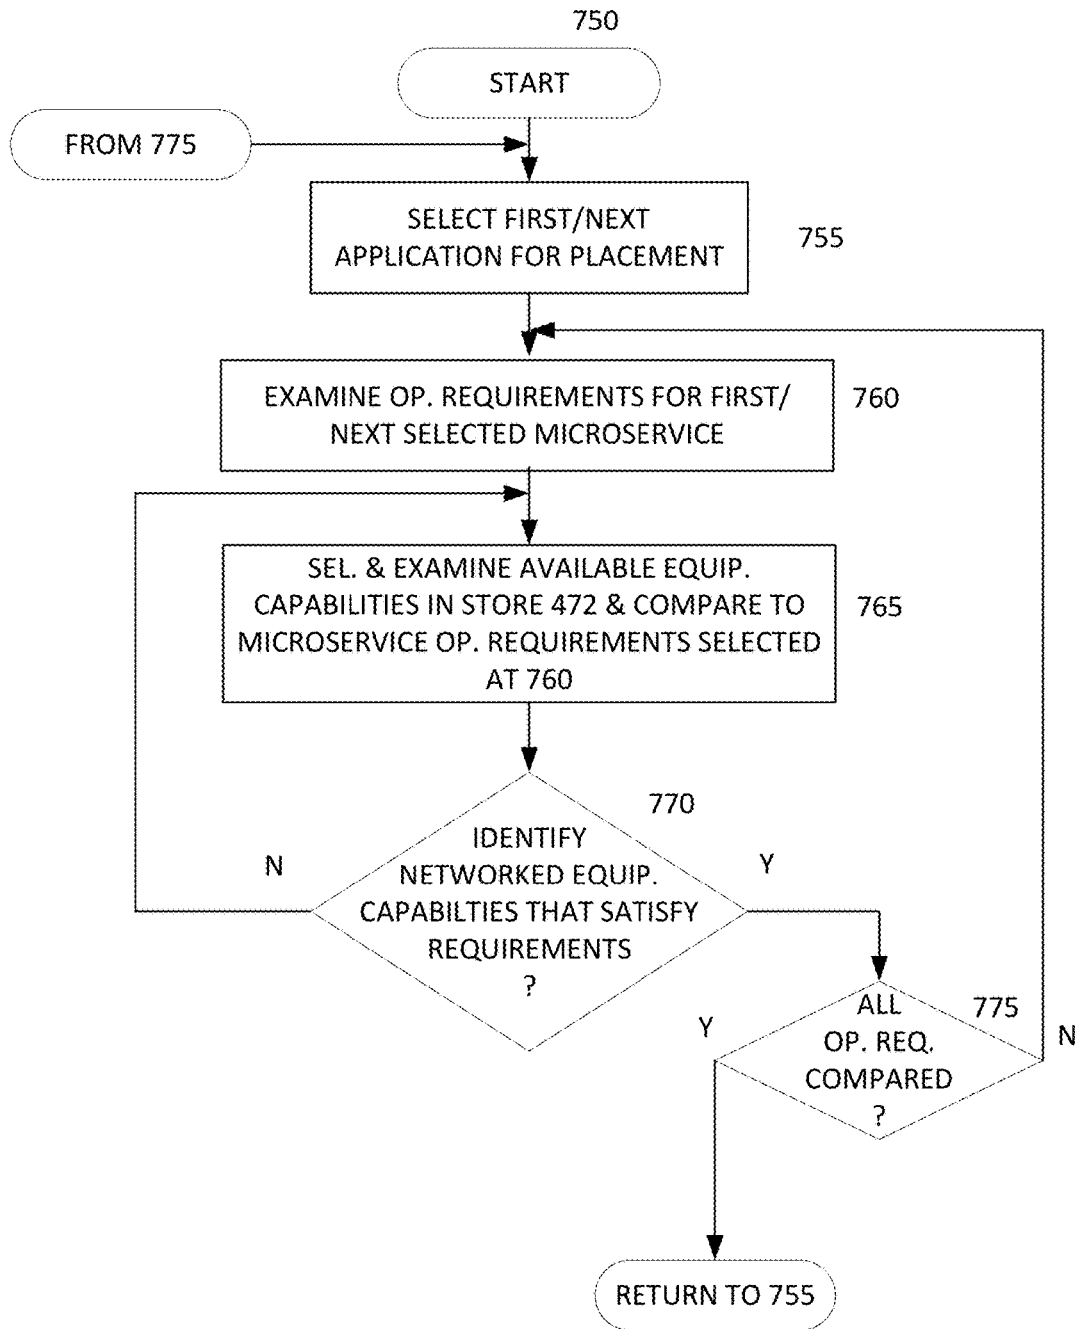 750
START
FROM 775
SELECT FIRST/NEXT
APPLICATION FOR PLACEMENT
755
EXAMINE OP. REQUIREMENTS FOR FIRST/
NEXT SELECTED MICROSERVICE
760
SEL. & EXAMINE AVAILABLE EQUIP.
CAPABILITIES IN STORE 472 & COMPARE TO
MICROSERVICE OP. REQUIREMENTS SELECTED
AT 760
765
770
IDENTIFY
NETWORKED EQUIP.
CAPABILTIES THAT SATISFY
REQUIREMENTS
?
N
Y
775
ALL
OP. REQ.
COMPARED
?
Y
N
RETURN TO 755